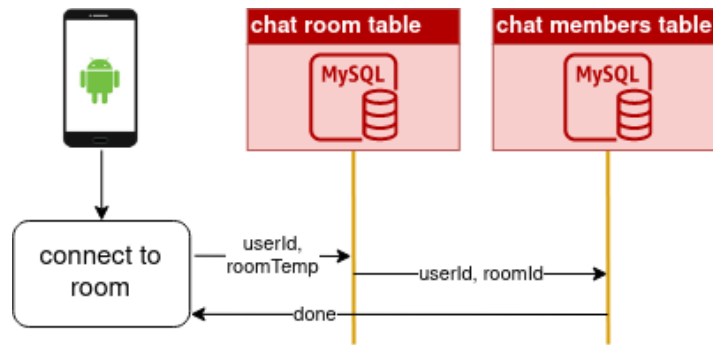 chat room table
chat members table
MySQL
MySQL
connect to
room
userId,
roomTemp
userId, roomId
done